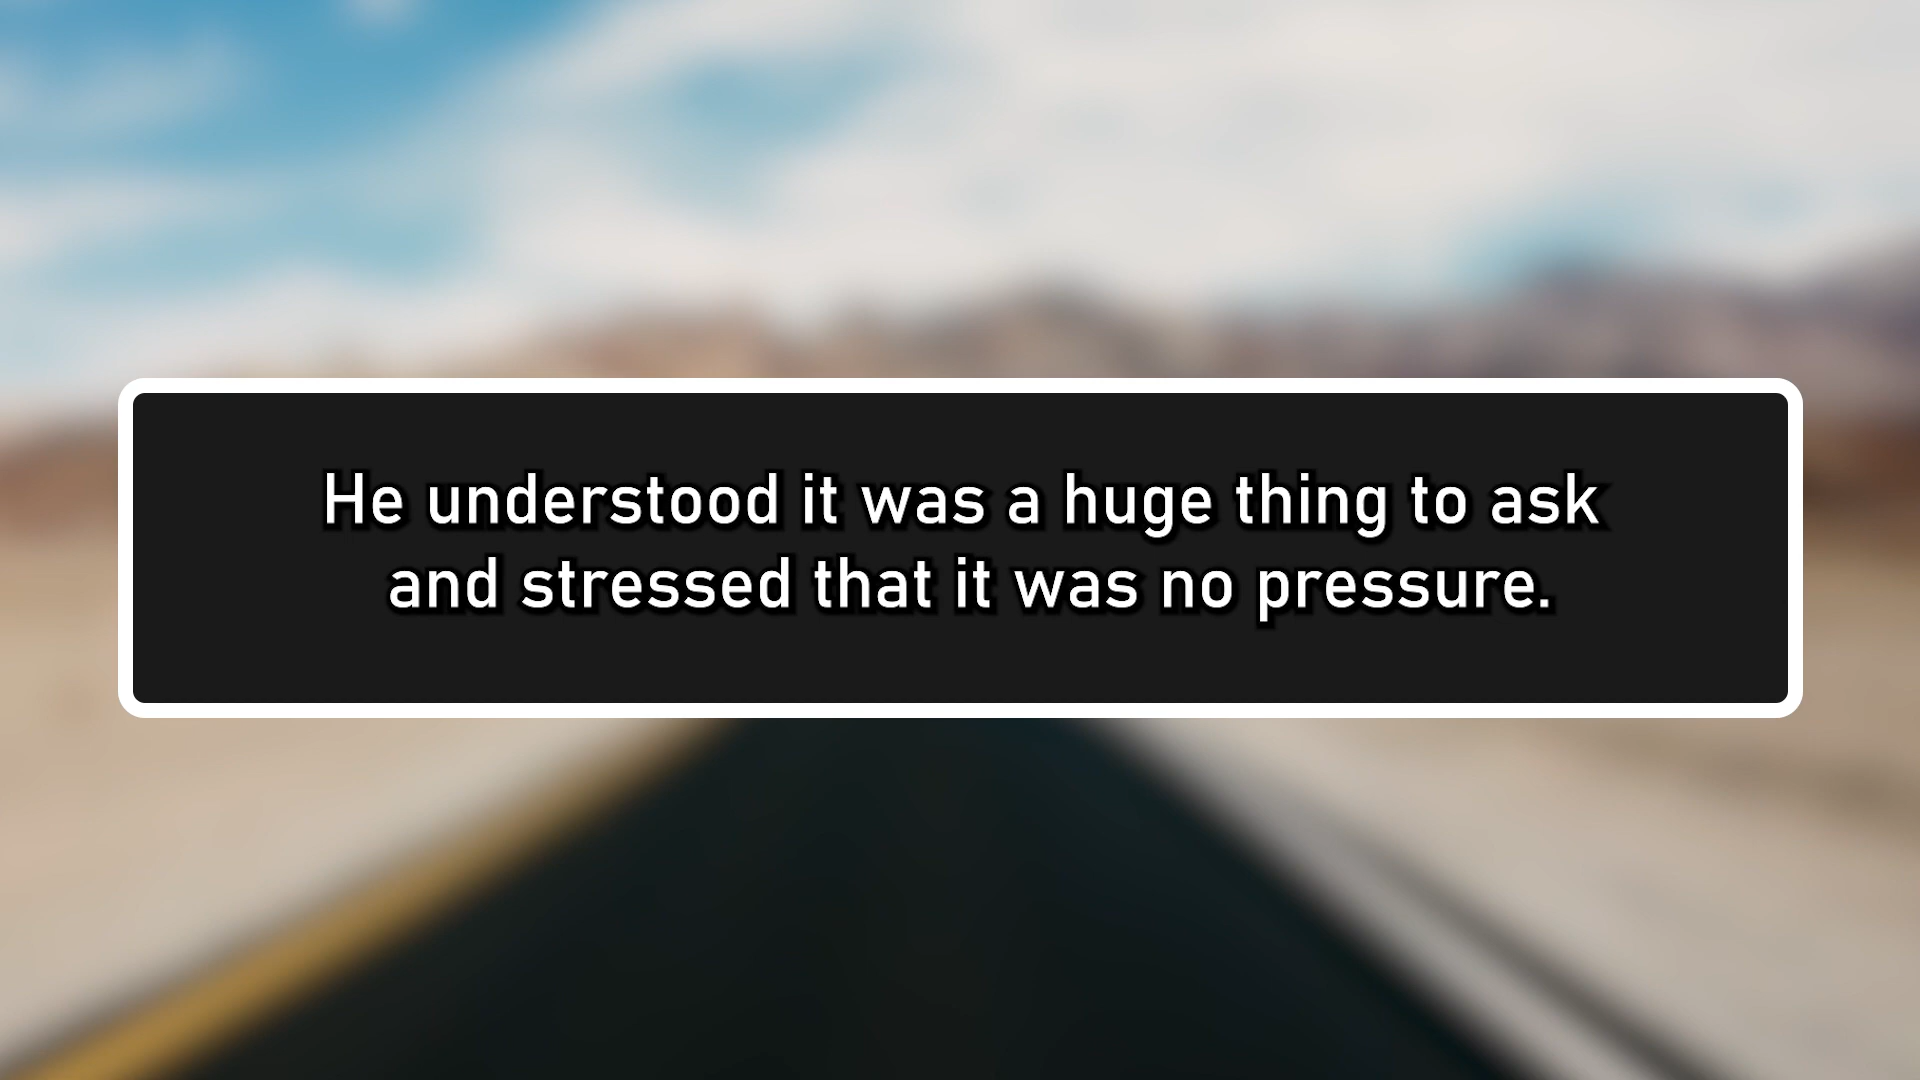 He understood it was a huge thing to ask
and stressed that it was no pressure.